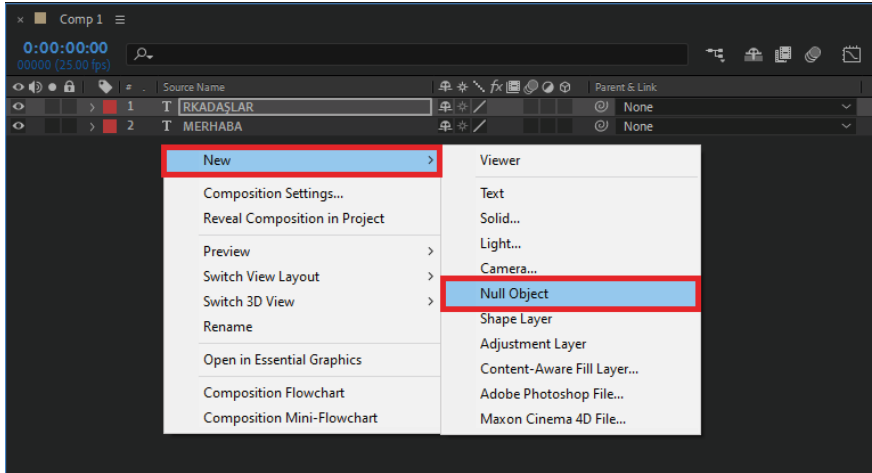 Comp 1
0:00:00:00
00000 (25.00 fps)
# . Source Name Parent & Link
1 T RKADAŞLAR None
2 T MERHABA None
New
Composition Settings...
Reveal Composition in Project
Preview
Switch View Layout
Switch 3D View
Rename
Open in Essential Graphics
Composition Flowchart
Composition Mini-Flowchart
Viewer
Text
Solid...
Light...
Camera...
Null Object
Shape Layer
Adjustment Layer
Content-Aware Fill Layer...
Adobe Photoshop File...
Maxon Cinema 4D File...